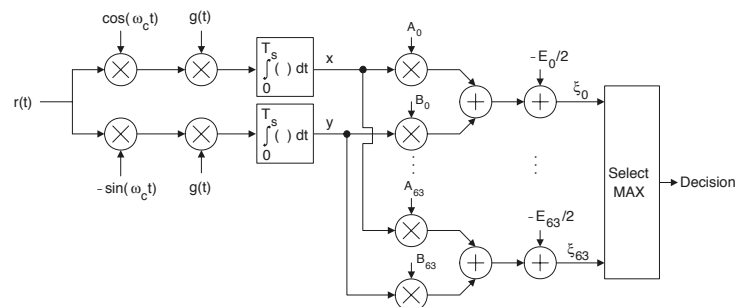 cos(ω_c t)
g(t)
T_s
∫ ( ) dt
0
x
A_0
-E_0/2
ξ_0
r(t)
B_0
T_s
∫ ( ) dt
0
y
-sin(ω_c t)
g(t)
Select
MAX
Decision
A_63
-E_63/2
ξ_63
B_63